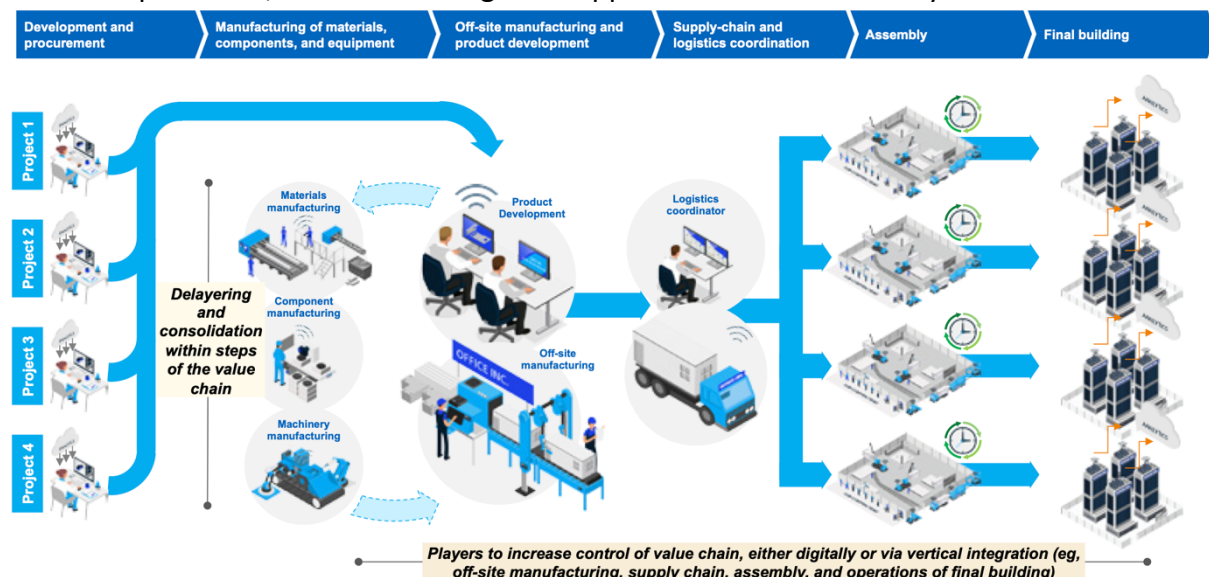 Development and
procurement
Manufacturing of materials,
components, and equipment
Off-site manufacturing and
product development
Supply-chain and
logistics coordination
Assembly
Final building
Project 1
Project 2
Project 3
Project 4
Materials
manufacturing
Component
manufacturing
Machinery
manufacturing
Delayering
and
consolidation
within steps
of the value
chain
Product
Development
OFFICE INC.
Off-site
manufacturing
Logistics
coordinator
ANALYTICS
ANALYTICS
ANALYTICS
ANALYTICS
Players to increase control of value chain, either digitally or via vertical integration (eg,
off-site manufacturing, supply chain, assembly, and operations of final building)